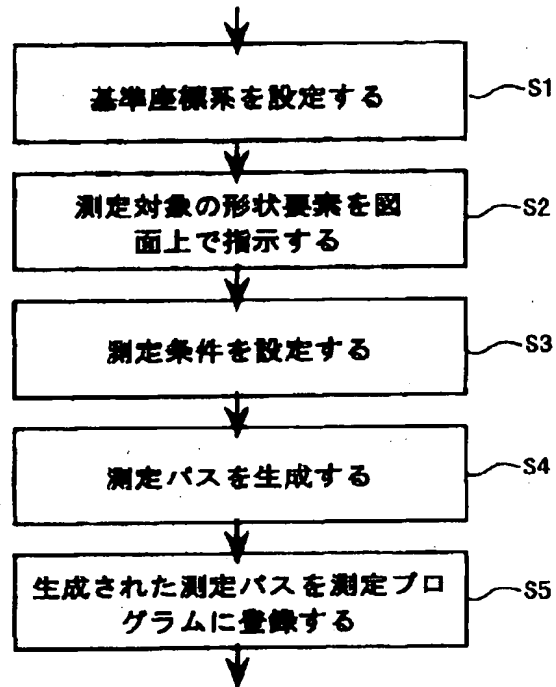 基準座標系を設定する
S1
測定対象の形状要素を図
面上で指示する
S2
測定条件を設定する
S3
測定パスを生成する
S4
生成された測定パスを測定プロ
グラムに登録する
S5